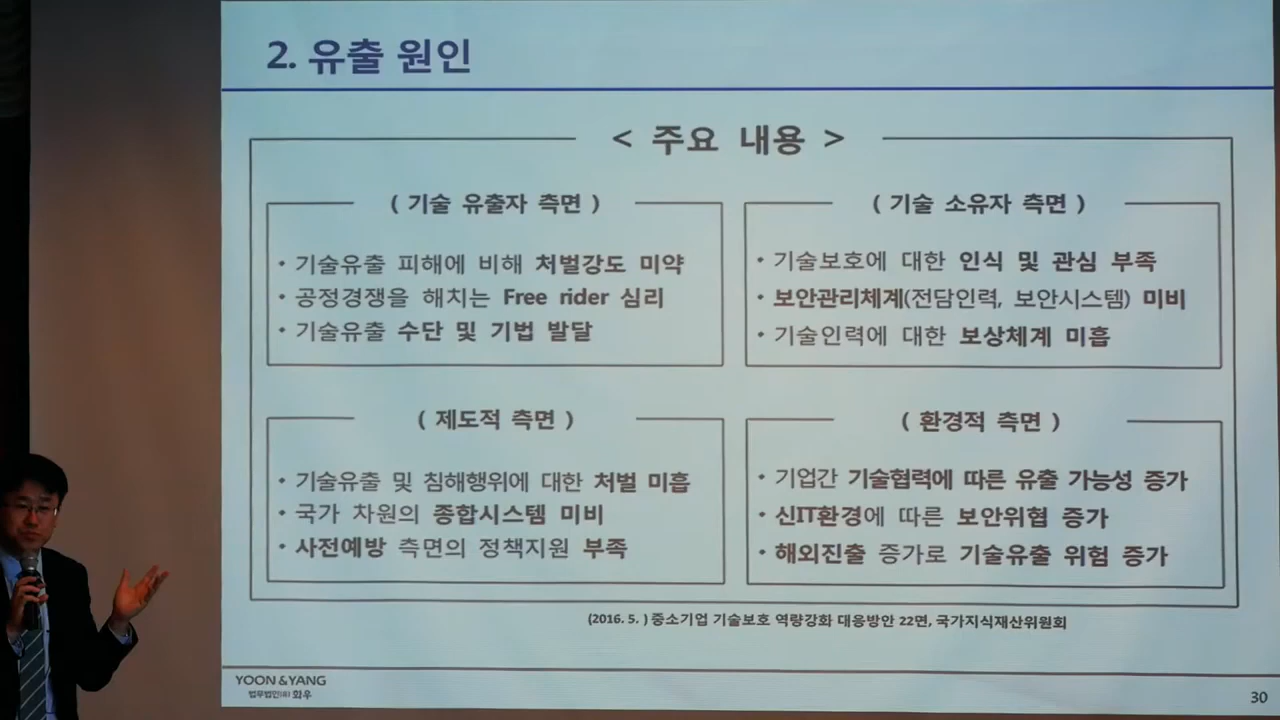 2. 유출 원인
< 주요 내용 >
( 기술 유출자 측면 )
• 기술유출 피해에 비해 처벌강도 미약
• 공정경쟁을 해치는 Free rider 심리
• 기술유출 수단 및 기법 발달
( 기술 소유자 측면 )
• 기술보호에 대한 인식 및 관심 부족
• 보안관리체계(전담인력, 보안시스템) 미비
• 기술인력에 대한 보상체계 미흡
( 제도적 측면 )
• 기술유출 및 침해행위에 대한 처벌 미흡
• 국가 차원의 종합시스템 미비
• 사전예방 측면의 정책지원 부족
( 환경적 측면 )
• 기업간 기술협력에 따른 유출 가능성 증가
• 신IT환경에 따른 보안위협 증가
• 해외진출 증가로 기술유출 위험 증가
(2016. 5. ) 중소기업 기술보호 역량강화 대응방안 22면, 국가지식재산위원회
YOON & YANG
법무법인(유) 화우
30